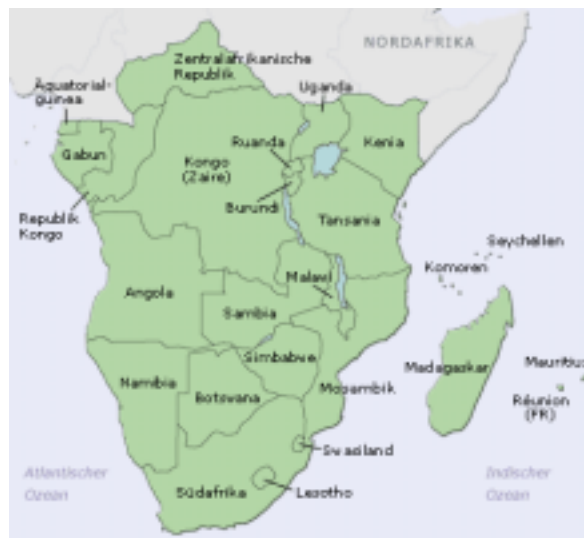 NORDAFRIKA
Zentralafrikanische
Republik
Äquatorial-
guinea
Uganda
Gabun
Ruanda
Kenia
Kongo
(Zaire)
Republik
Kongo
Burundi
Tansania
Seychellen
Komoren
Malawi
Angola
Sambia
Simbabwe
Madagaskar
Mauritius
Namibia
Botswana
Mosambik
Réunion
(FR)
Swasiland
Atlantischer
Ozean
Südafrika
Lesotho
Indischer
Ozean